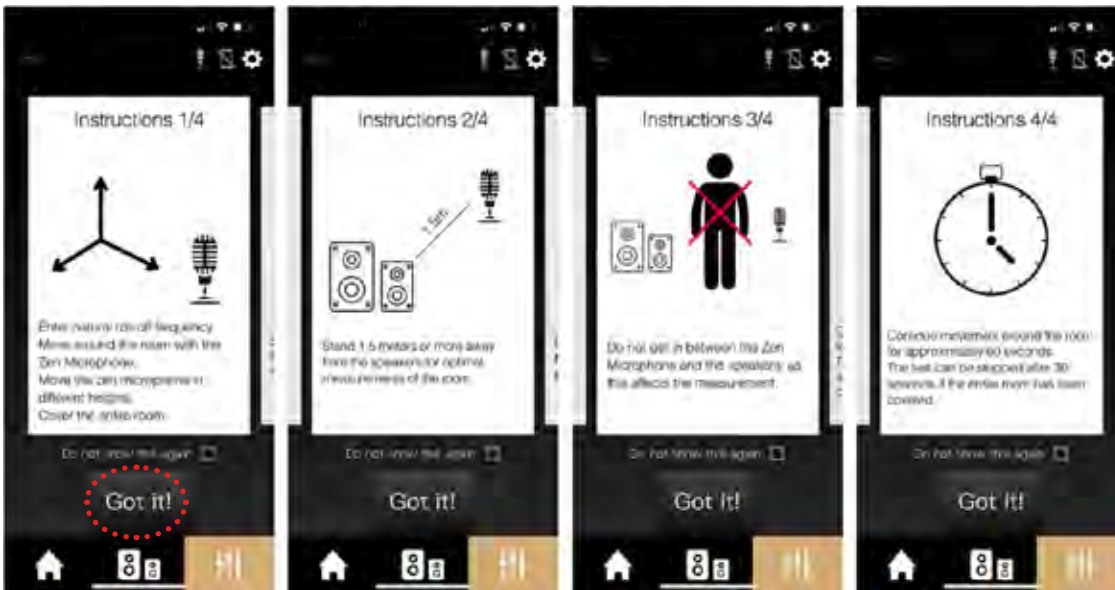 Instructions 1/4
Enter natural roll-off frequency.
Move around the room with the
Zen Microphone.
Move the zen microphone in
different heights.
Cover the entire room.
Do not show this again
Got it!
Instructions 2/4
1.5m
Stand 1.5 meters or more away
from the speakers for optimal
measurements of the room.
Do not show this again
Got it!
Instructions 3/4
Do not get in between the Zen
Microphone and the speakers, as
this affects the measurement.
Do not show this again
Got it!
Instructions 4/4
Continue movement around the room
for approximately 60 seconds.
The test can be stopped after 30
seconds, if the entire room has been
covered.
Do not show this again
Got it!